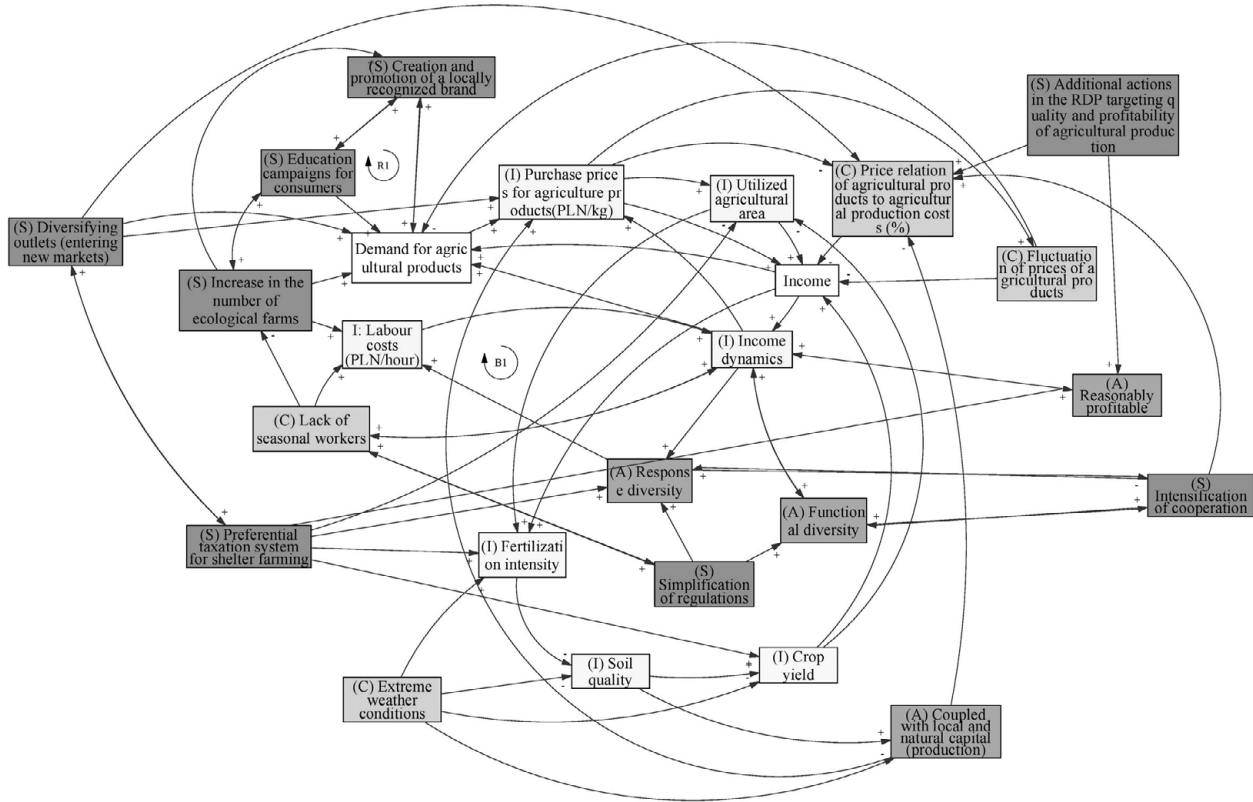 (S) Creation and
promotion of a locally
recognized brand
(S) Additional actions
in the RDP targeting q
uality and profitability
of agricultural produc
tion
R1
(S) Education
campaigns for
consumers
(I) Purchase price
s for agriculture pr
oducts(PLN/kg)
(I) Utilized
agricultural
area
(C) Price relation
of agricultural pro
ducts to agricultur
al production cost
s (%)
(S) Diversifying
outlets (entering
new markets)
Demand for agric
ultural products
(C) Fluctuatio
n of prices of a
gricultural pro
ducts
Income
(S) Increase in the
number of
ecological farms
I: Labour
costs
(PLN/hour)
B1
(I) Income
dynamics
(A)
Reasonably
profitable
(C) Lack of
seasonal workers
(A) Respons
e diversity
(S)
Intensification
of cooperation
(A) Function
al diversity
(S) Preferential
taxation system
for shelter farming
(I) Fertilizati
on intensity
(S)
Simplification
of regulations
(I) Soil
quality
(I) Crop
yield
(C) Extreme
weather
conditions
(A) Coupled
with local and
natural capital
(production)